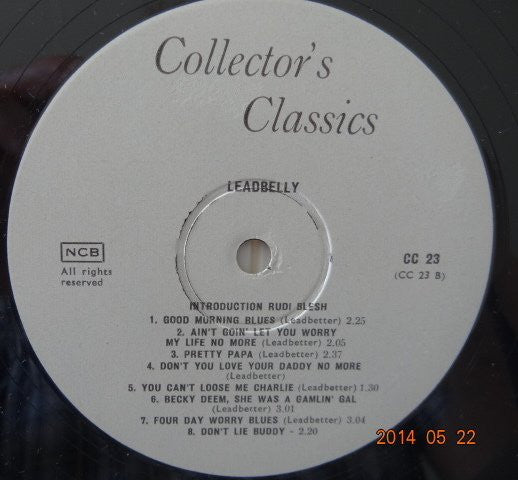 Collector's
Classics
LEADBELLY
NCB
All rights
reserved
CC 23
(CC 23 B)
INTRODUCTION RUDI BLESH
1. GOOD MORNING BLUES (Leadbetter) 2.25
2. AIN'T GOIN' LET YOU WORRY
MY LIFE NO MORE (Leadbetter) 2.05
3. PRETTY PAPA (Leadbetter) 2.37
4. DON'T YOU LOVE YOUR DADDY NO MORE
(Leadbetter)
5. YOU CAN'T LOOSE ME CHARLIE (Leadbetter) 1.30
6. BECKY DEEM, SHE WAS A GAMLIN' GAL
(Leadbetter) 3.01
7. FOUR DAY WORRY BLUES (Leadbetter) 3.04
8. DON'T LIE BUDDY - 2.20
2014 05 22